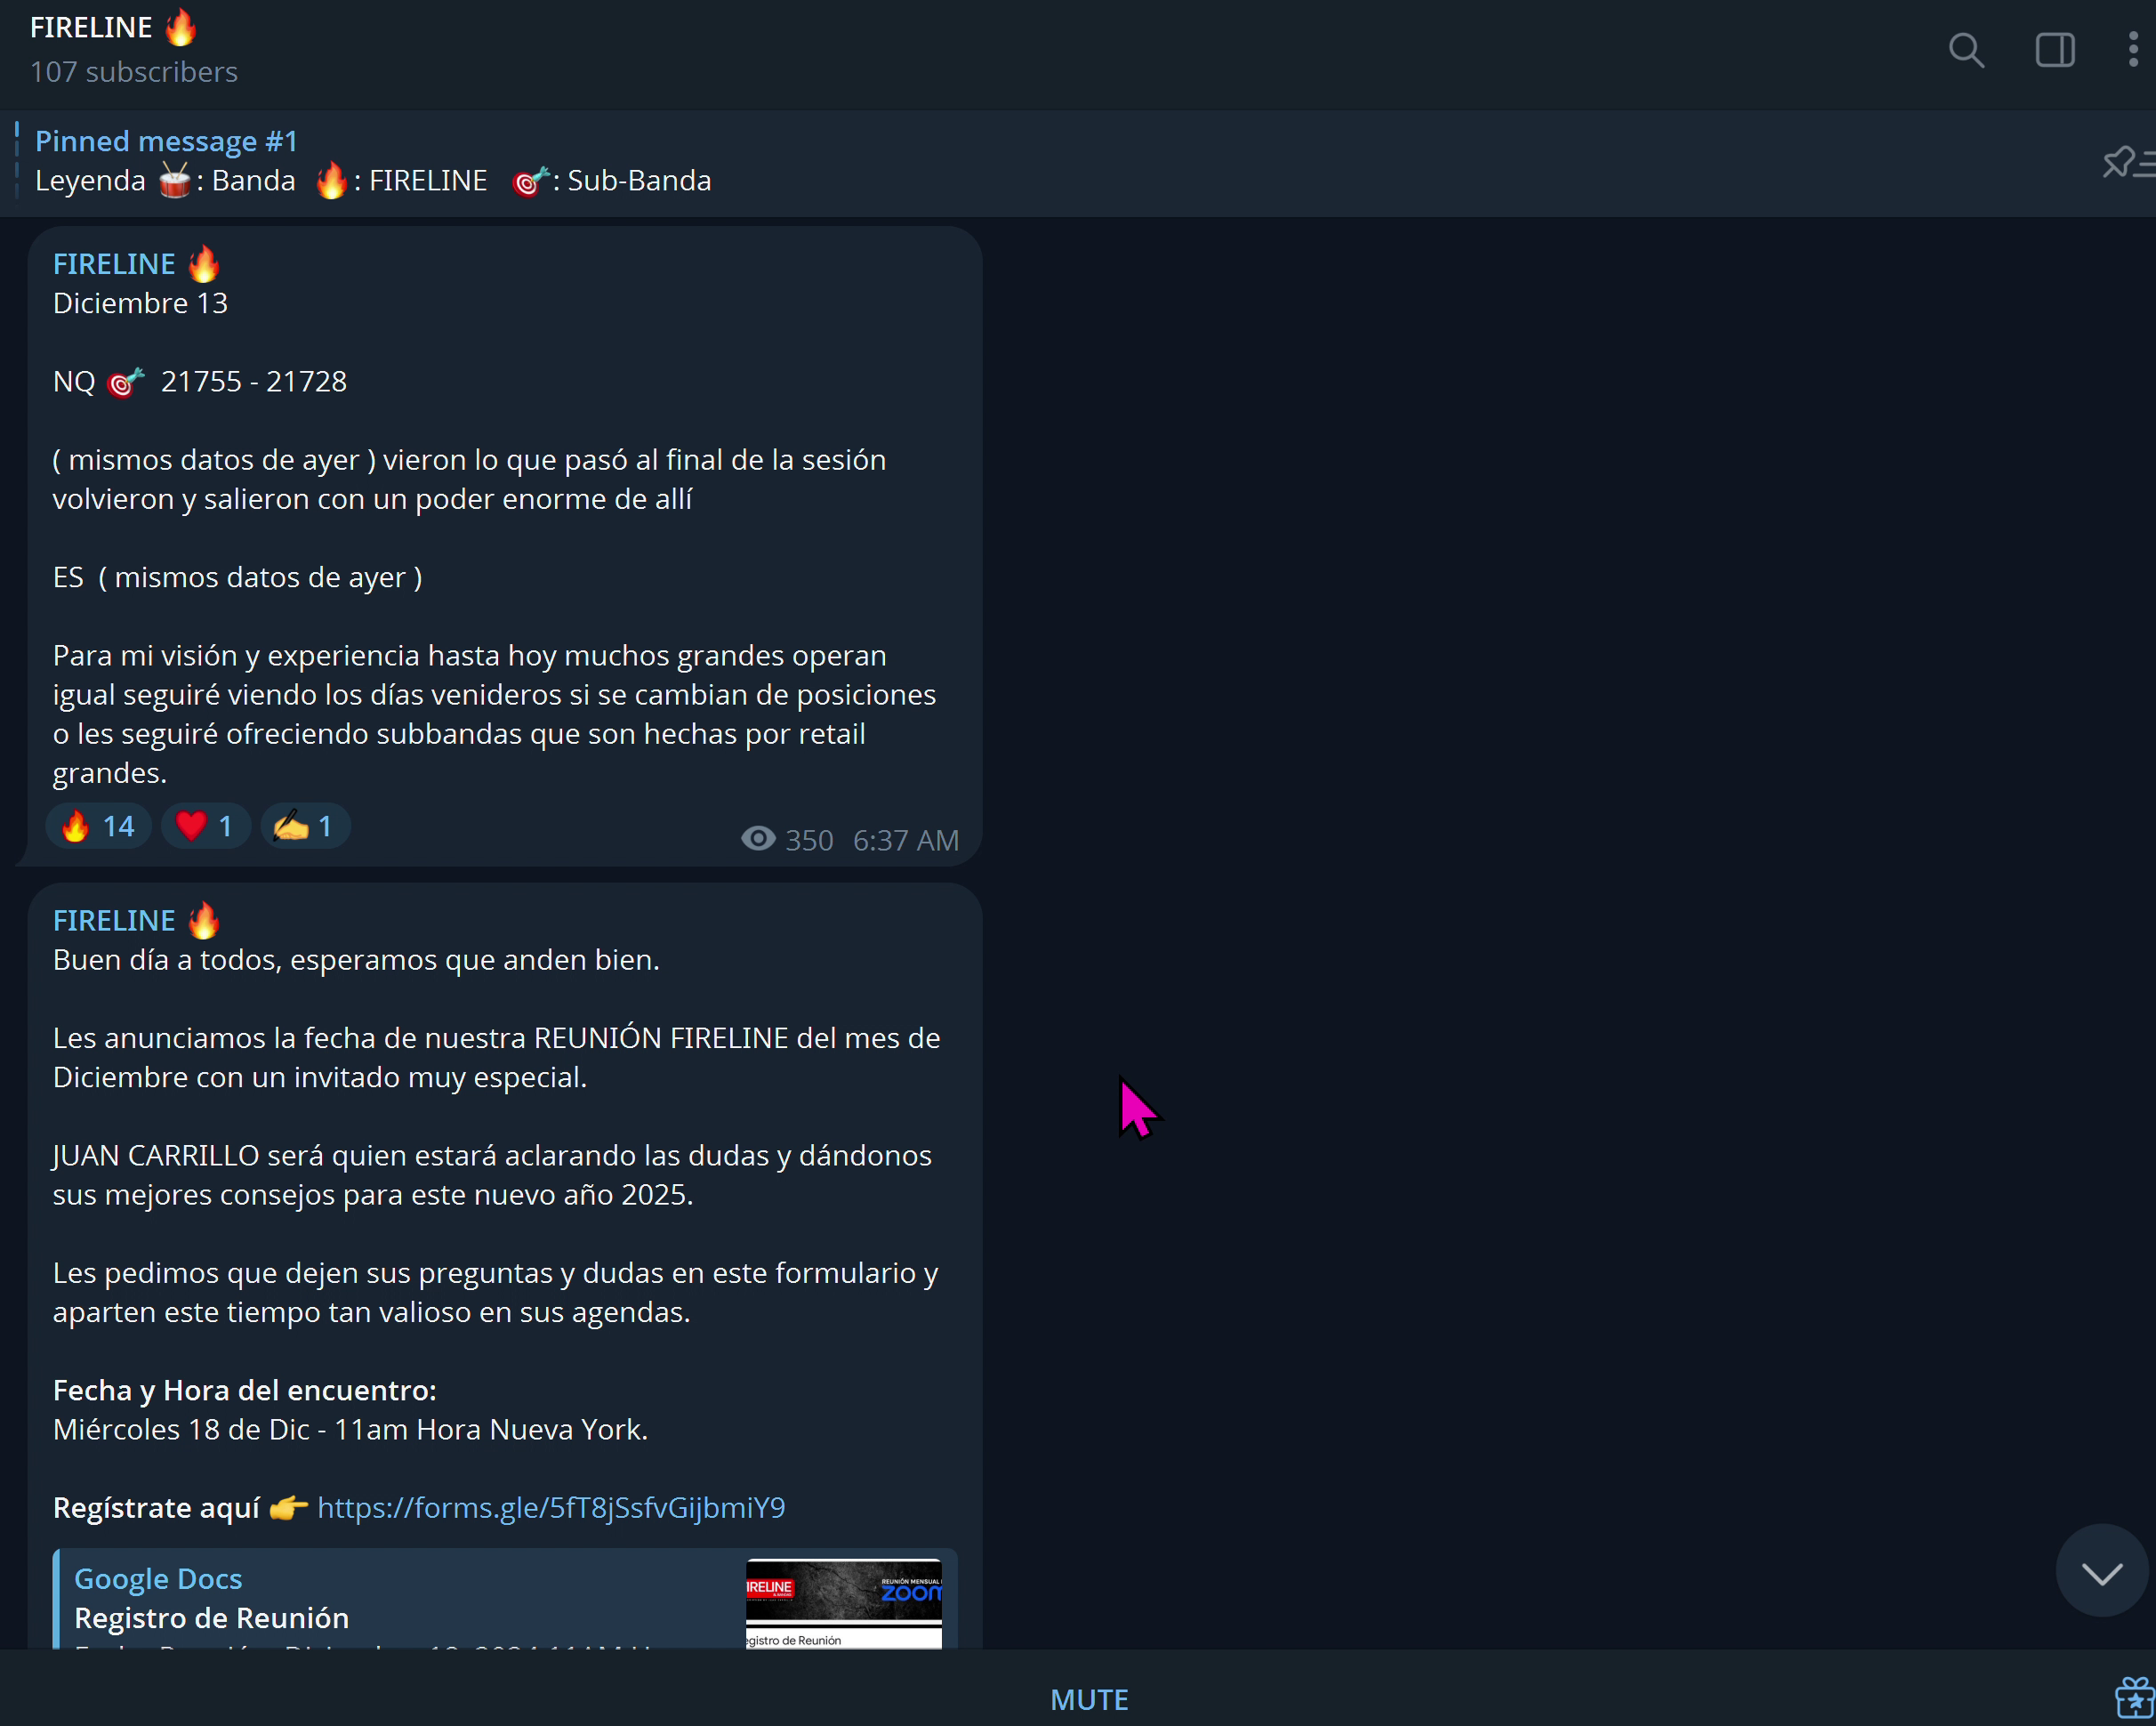 FIRELINE 🔥
107 subscribers
Pinned message #1
Leyenda 🥁: Banda 🔥: FIRELINE 🎯: Sub-Banda
FIRELINE 🔥
Diciembre 13
NQ 🎯 21755 - 21728
( mismos datos de ayer ) vieron lo que pasó al final de la sesión
volvieron y salieron con un poder enorme de allí
ES ( mismos datos de ayer )
Para mi visión y experiencia hasta hoy muchos grandes operan
igual seguiré viendo los días venideros si se cambian de posiciones
o les seguiré ofreciendo subbandas que son hechas por retail
grandes.
🔥 14 ❤️ 1 ✍️ 1
350 6:37 AM
FIRELINE 🔥
Buen día a todos, esperamos que anden bien.
Les anunciamos la fecha de nuestra REUNIÓN FIRELINE del mes de
Diciembre con un invitado muy especial.
JUAN CARRILLO será quien estará aclarando las dudas y dándonos
sus mejores consejos para este nuevo año 2025.
Les pedimos que dejen sus preguntas y dudas en este formulario y
aparten este tiempo tan valioso en sus agendas.
Fecha y Hora del encuentro:
Miércoles 18 de Dic - 11am Hora Nueva York.
Regístrate aquí 👉 https://forms.gle/5fT8jSsfvGijbmiY9
Google Docs
Registro de Reunión
IRELINE
REUNIÓN MENSUAL
ZOOM
egistro de Reunión
MUTE